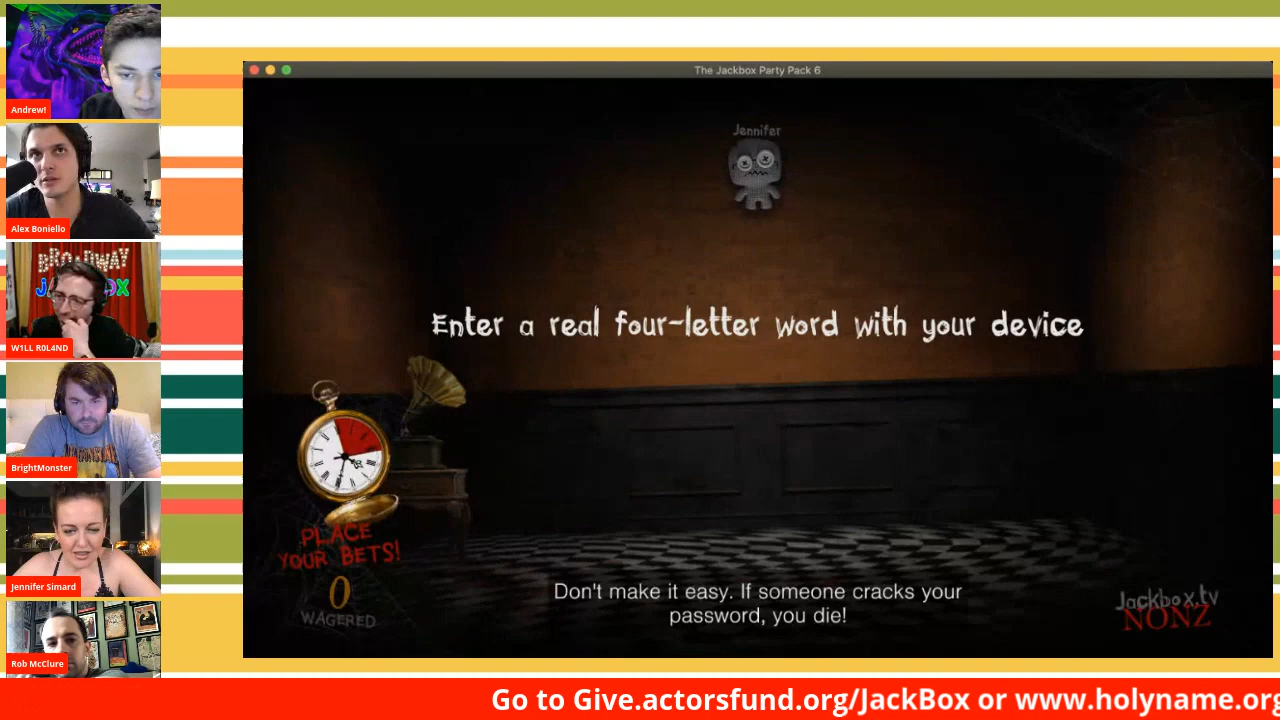 Andrew!
Alex Boniello
BROADWAY
W1LL R0L4ND
BrightMonster
Jennifer Simard
Rob McClure
The Jackbox Party Pack 6
Jennifer
Enter a real four-letter word with your device
PLACE
YOUR BETS!
0
WAGERED
Don't make it easy. If someone cracks your
password, you die!
Jackbox.tv
NONZ
Go to Give.actorsfund.org/JackBox or www.holyname.org